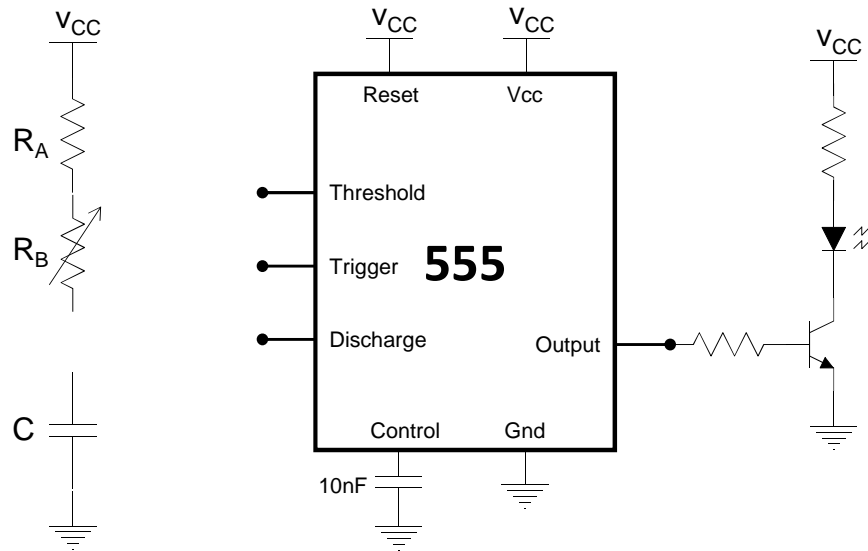 VCC
RA
RB
C
VCC
VCC
Reset
Vcc
Threshold
Trigger
555
Discharge
Output
Control
Gnd
10nF
VCC